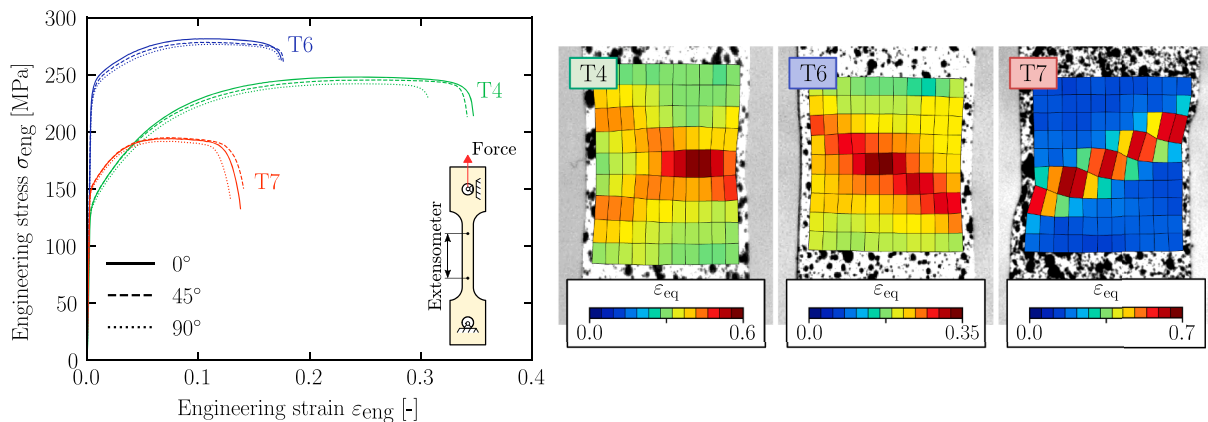 300
250
200
150
100
50
0
Engineering stress σeng [MPa]
T6
T4
T7
0°
45°
90°
Force
Extensometer
0.0 0.1 0.2 0.3 0.4
Engineering strain εeng [-]
T4
εeq
0.0 0.6
T6
εeq
0.0 0.35
T7
εeq
0.0 0.7